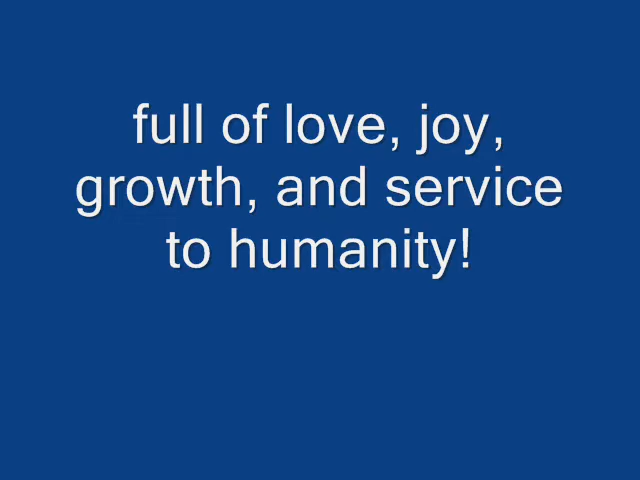 full of love, joy,
growth, and service
to humanity!